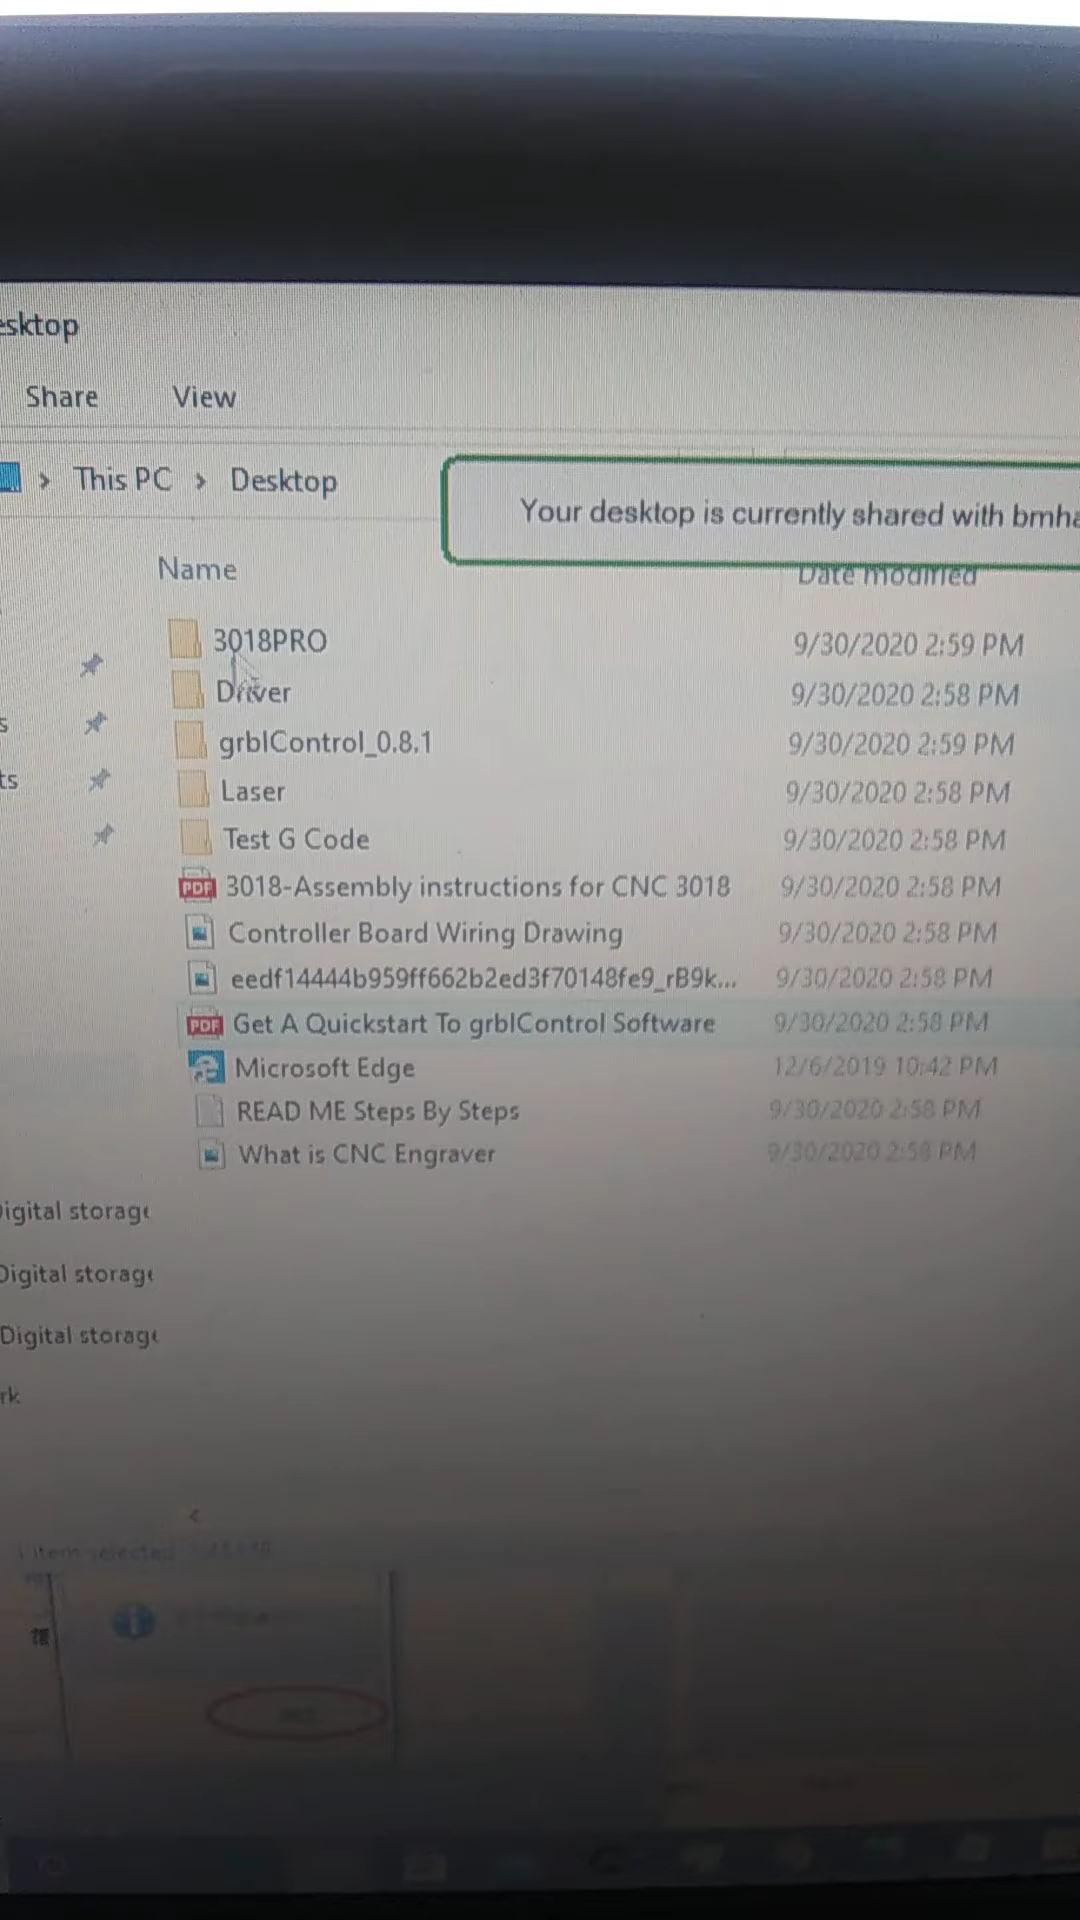 esktop
Share View
This PC > Desktop
Your desktop is currently shared with bmha
Name Date modified
3018PRO 9/30/2020 2:59 PM
Driver 9/30/2020 2:58 PM
grblControl_0.8.1 9/30/2020 2:59 PM
Laser 9/30/2020 2:58 PM
Test G Code 9/30/2020 2:58 PM
PDF 3018-Assembly instructions for CNC 3018 9/30/2020 2:58 PM
Controller Board Wiring Drawing 9/30/2020 2:58 PM
eedf14444b959ff662b2ed3f70148fe9_rB9k... 9/30/2020 2:58 PM
PDF Get A Quickstart To grblControl Software 9/30/2020 2:58 PM
Microsoft Edge 12/6/2019 10:42 PM
READ ME Steps By Steps 9/30/2020 2:58 PM
What is CNC Engraver 9/30/2020 2:58 PM
s
ts
Digital storage
Digital storage
Digital storage
rk
1 item selected